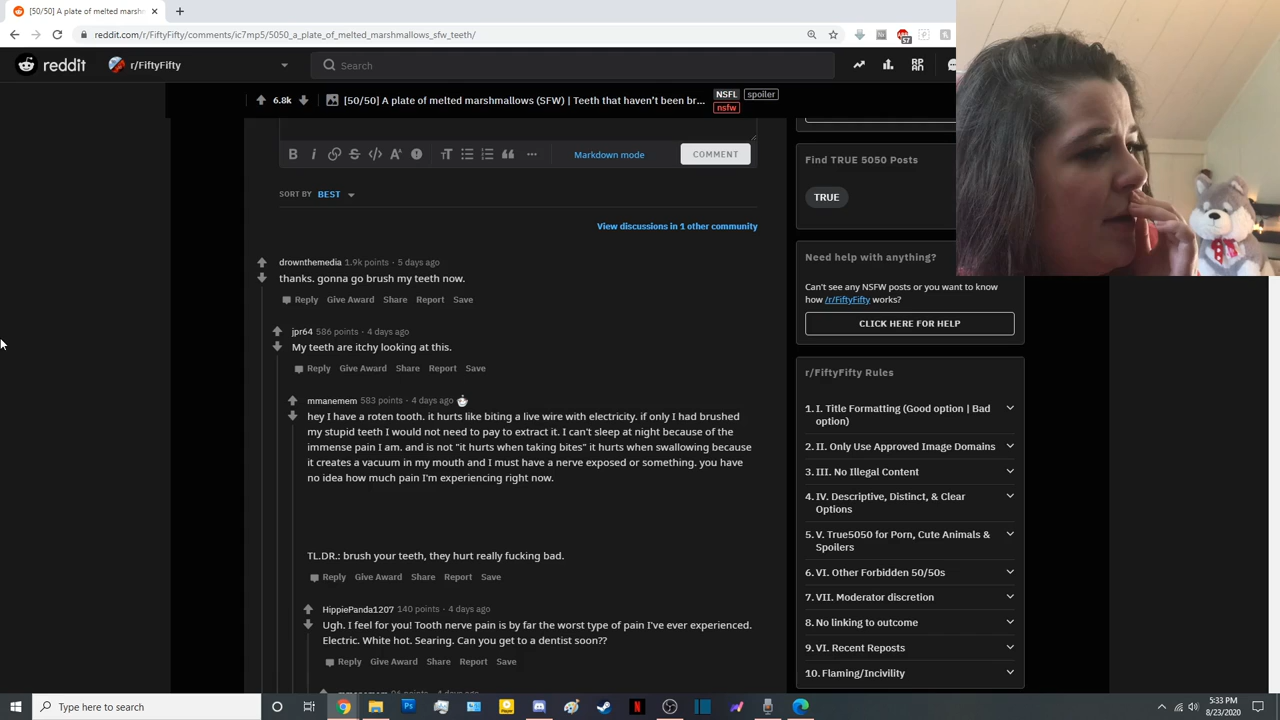 [50/50] A plate of melted marsh
reddit.com/r/FiftyFifty/comments/ic7mp5/5050_a_plate_of_melted_marshmallows_sfw_teeth/
57
reddit
r/FiftyFifty
Search
6.8k
[50/50] A plate of melted marshmallows (SFW) | Teeth that haven't been br...
NSFL
spoiler
nsfw
Markdown mode
COMMENT
SORT BY BEST
View discussions in 1 other community
drownthemedia 1.9k points · 5 days ago
thanks. gonna go brush my teeth now.
Reply Give Award Share Report Save
jpr64 586 points · 4 days ago
My teeth are itchy looking at this.
Reply Give Award Share Report Save
mmanemem 583 points · 4 days ago
hey I have a roten tooth. it hurts like biting a live wire with electricity. if only I had brushed
my stupid teeth I would not need to pay to extract it. I can't sleep at night because of the
immense pain I am. and is not "it hurts when taking bites" it hurts when swallowing because
it creates a vacuum in my mouth and I must have a nerve exposed or something. you have
no idea how much pain I'm experiencing right now.
TL.DR.: brush your teeth, they hurt really fucking bad.
Reply Give Award Share Report Save
HippiePanda1207 140 points · 4 days ago
Ugh. I feel for you! Tooth nerve pain is by far the worst type of pain I've ever experienced.
Electric. White hot. Searing. Can you get to a dentist soon??
Reply Give Award Share Report Save
Find TRUE 5050 Posts
TRUE
Need help with anything?
Can't see any NSFW posts or you want to know
how /r/FiftyFifty works?
CLICK HERE FOR HELP
r/FiftyFifty Rules
1. I. Title Formatting (Good option | Bad
option)
2. II. Only Use Approved Image Domains
3. III. No Illegal Content
4. IV. Descriptive, Distinct, & Clear
Options
5. V. True5050 for Porn, Cute Animals &
Spoilers
6. VI. Other Forbidden 50/50s
7. VII. Moderator discretion
8. No linking to outcome
9. VI. Recent Reposts
10. Flaming/Incivility
Type here to search
5:33 PM
8/23/2020